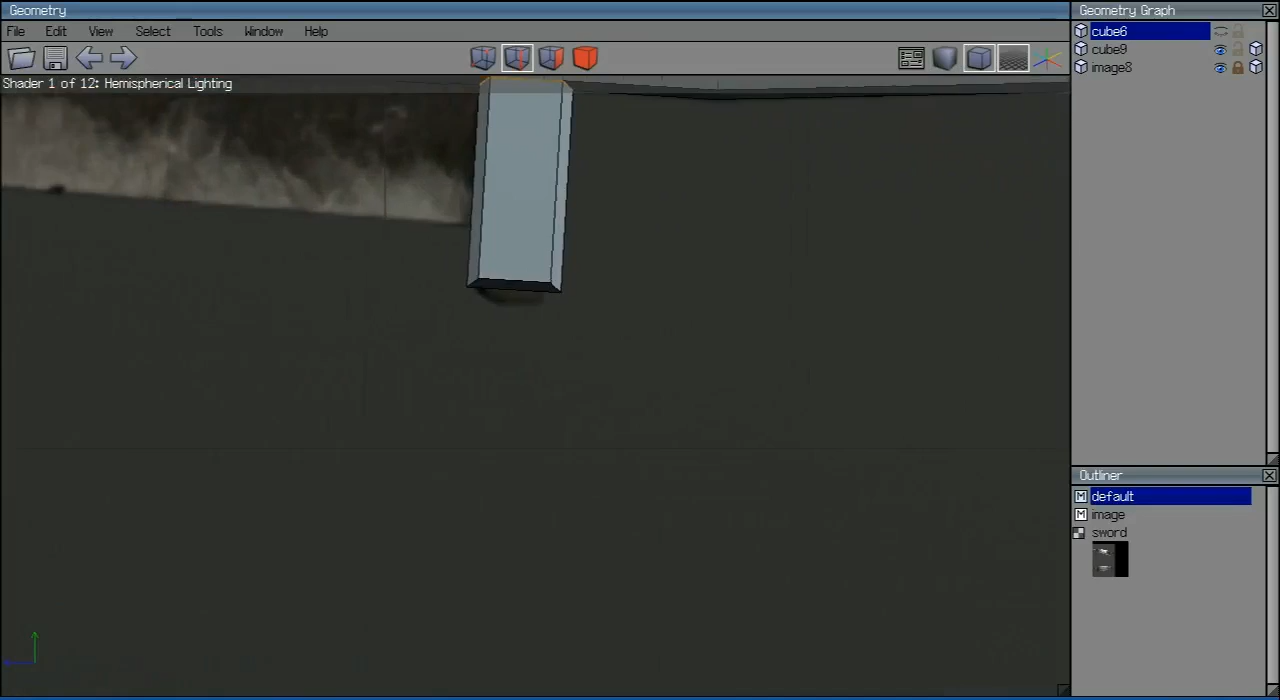 Geometry
File Edit View Select Tools Window Help
Shader 1 of 12: Hemispherical Lighting
Geometry Graph
cube6
cube9
image8
Outliner
M default
M image
sword